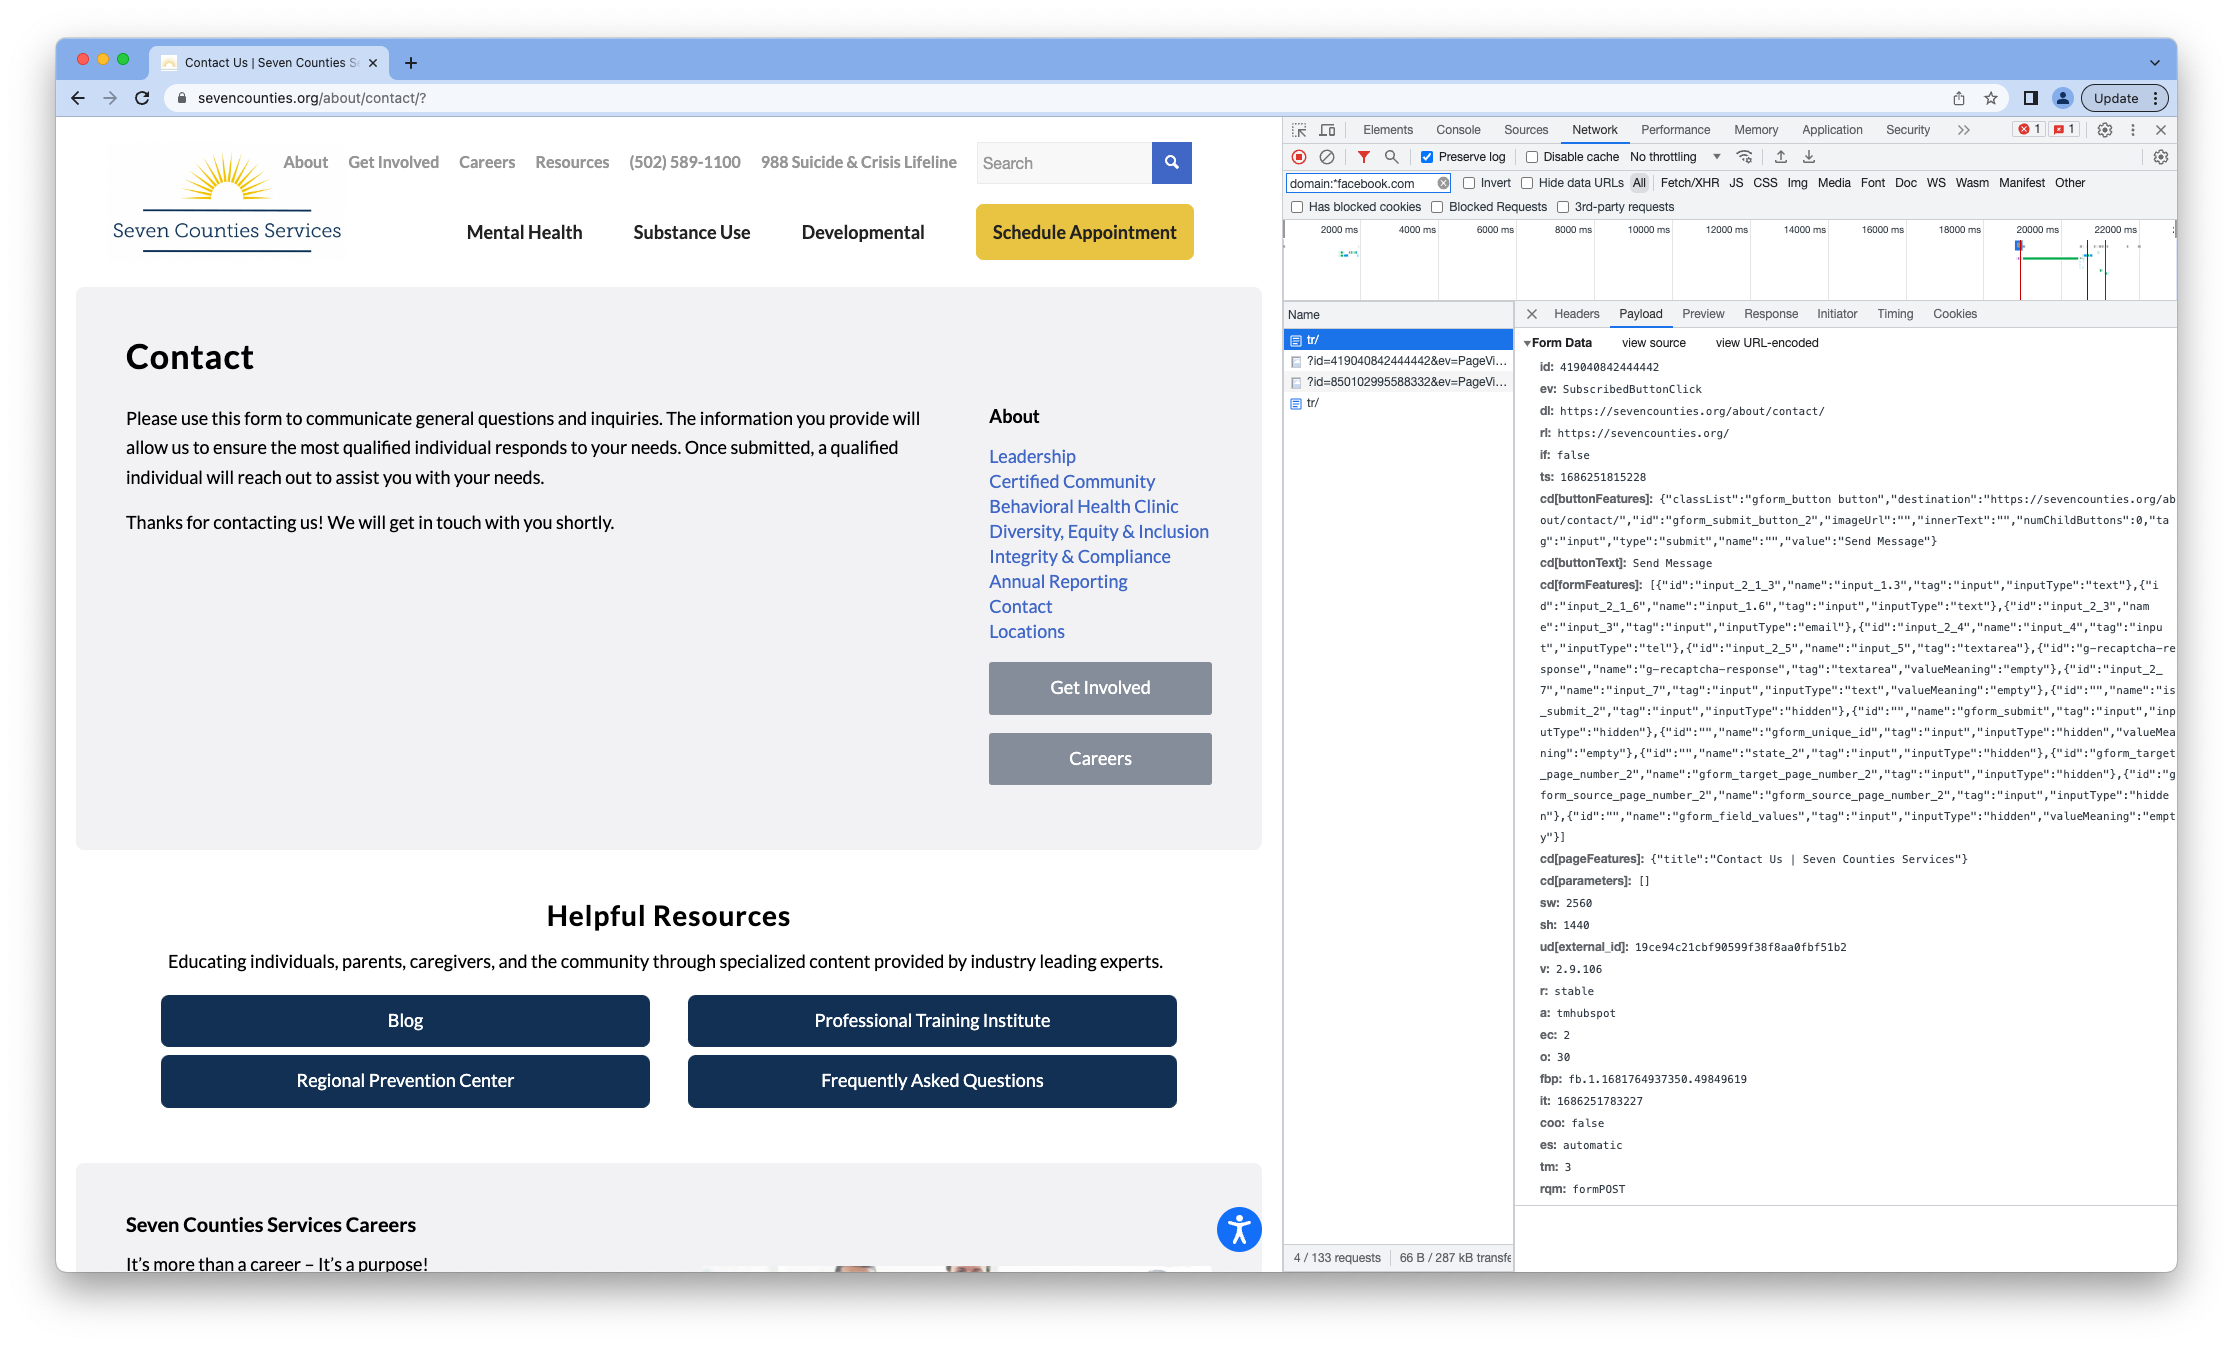 Contact Us | Seven Counties S
sevencounties.org/about/contact/?
Update
About Get Involved Careers Resources (502) 589-1100 988 Suicide & Crisis Lifeline Search
Seven Counties Services
Mental Health Substance Use Developmental Schedule Appointment
Contact
Please use this form to communicate general questions and inquiries. The information you provide will
allow us to ensure the most qualified individual responds to your needs. Once submitted, a qualified
individual will reach out to assist you with your needs.
Thanks for contacting us! We will get in touch with you shortly.
About
Leadership
Certified Community
Behavioral Health Clinic
Diversity, Equity & Inclusion
Integrity & Compliance
Annual Reporting
Contact
Locations
Get Involved
Careers
Helpful Resources
Educating individuals, parents, caregivers, and the community through specialized content provided by industry leading experts.
Blog
Professional Training Institute
Regional Prevention Center
Frequently Asked Questions
Seven Counties Services Careers
It's more than a career – It's a purpose!
Elements Console Sources Network Performance Memory Application Security 1 1
Preserve log Disable cache No throttling
domain:*facebook.com Invert Hide data URLs All Fetch/XHR JS CSS Img Media Font Doc WS Wasm Manifest Other
Has blocked cookies Blocked Requests 3rd-party requests
2000 ms 4000 ms 6000 ms 8000 ms 10000 ms 12000 ms 14000 ms 16000 ms 18000 ms 20000 ms 22000 ms
Name
tr/
?id=419040842444442&ev=PageVi...
?id=850102995588332&ev=PageVi...
tr/
4 / 133 requests 66 B / 287 kB transfe
Headers Payload Preview Response Initiator Timing Cookies
Form Data view source view URL-encoded
id: 419040842444442
ev: SubscribedButtonClick
dl: https://sevencounties.org/about/contact/
rl: https://sevencounties.org/
if: false
ts: 1686251815228
cd[buttonFeatures]: {"classList":"gform_button button","destination":"https://sevencounties.org/ab
out/contact/","id":"gform_submit_button_2","imageUrl":"","innerText":"","numChildButtons":0,"ta
g":"input","type":"submit","name":"","value":"Send Message"}
cd[buttonText]: Send Message
cd[formFeatures]: [{"id":"input_2_1_3","name":"input_1.3","tag":"input","inputType":"text"},{"i
d":"input_2_1_6","name":"input_1.6","tag":"input","inputType":"text"},{"id":"input_2_3","nam
e":"input_3","tag":"input","inputType":"email"},{"id":"input_2_4","name":"input_4","tag":"inpu
t","inputType":"tel"},{"id":"input_2_5","name":"input_5","tag":"textarea"},{"id":"g-recaptcha-re
sponse","name":"g-recaptcha-response","tag":"textarea","valueMeaning":"empty"},{"id":"input_2_
7","name":"input_7","tag":"input","inputType":"text","valueMeaning":"empty"},{"id":"","name":"is
_submit_2","tag":"input","inputType":"hidden"},{"id":"","name":"gform_submit","tag":"input","inp
utType":"hidden"},{"id":"","name":"gform_unique_id","tag":"input","inputType":"hidden","valueMea
ning":"empty"},{"id":"","name":"state_2","tag":"input","inputType":"hidden"},{"id":"gform_target
_page_number_2","name":"gform_target_page_number_2","tag":"input","inputType":"hidden"},{"id":"g
form_source_page_number_2","name":"gform_source_page_number_2","tag":"input","inputType":"hidde
n"},{"id":"","name":"gform_field_values","tag":"input","inputType":"hidden","valueMeaning":"empt
y"}]
cd[pageFeatures]: {"title":"Contact Us | Seven Counties Services"}
cd[parameters]: []
sw: 2560
sh: 1440
ud[external_id]: 19ce94c21cbf90599f38f8aa0fbf51b2
v: 2.9.106
r: stable
a: tmhubspot
ec: 2
o: 30
fbp: fb.1.1681764937350.49849619
it: 1686251783227
coo: false
es: automatic
tm: 3
rqm: formPOST